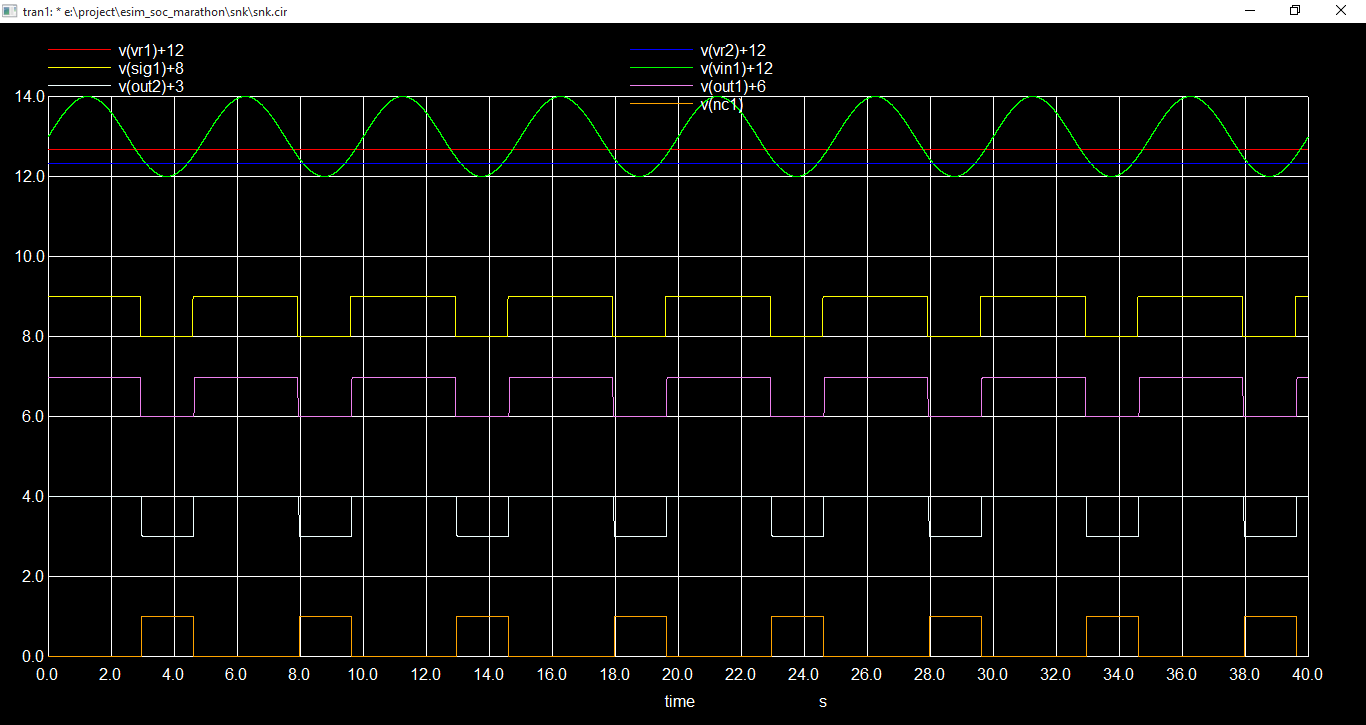 tran1: * e:\project\esim_soc_marathon\snk\snk.cir
v(vr1)+12 v(vr2)+12
v(sig1)+8 v(vin1)+12
v(out2)+3 v(out1)+6
v(nc1)
14.0
12.0
10.0
8.0
6.0
4.0
2.0
0.0
0.0 2.0 4.0 6.0 8.0 10.0 12.0 14.0 16.0 18.0 20.0 22.0 24.0 26.0 28.0 30.0 32.0 34.0 36.0 38.0 40.0
time s